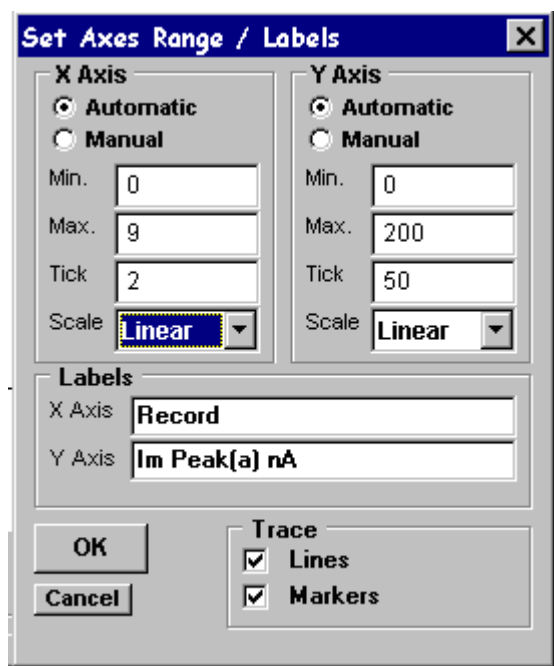 Set Axes Range / Labels
X Axis
Automatic
Manual
Min. 0
Max. 9
Tick 2
Scale Linear
Y Axis
Automatic
Manual
Min. 0
Max. 200
Tick 50
Scale Linear
Labels
X Axis Record
Y Axis Im Peak(a) nA
OK
Cancel
Trace
Lines
Markers